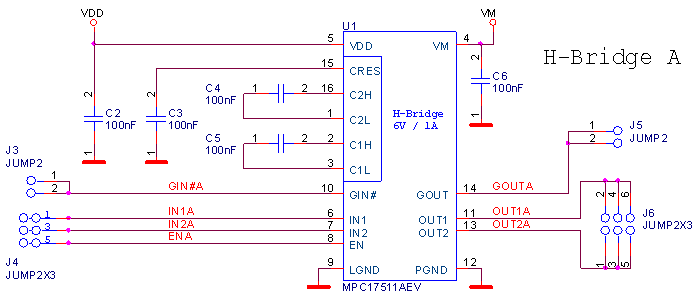 VDD
U1
VM
H-Bridge A
5
VDD
VM
4
15
CRES
C4
100nF
1
2
16
C2H
C6
100nF
2
1
2
1
C2
100nF
2
1
C3
100nF
H-Bridge
6V / 1A
1
C2L
C5
100nF
1
2
2
C1H
J5
JUMP2
1
2
3
C1L
J3
JUMP2
1
2
GIN#A
10
GIN#
GOUT
14
GOUTA
IN1A
6
IN1
OUT1
11
OUT1A
IN2A
7
IN2
OUT2
13
OUT2A
ENA
8
EN
1
3
5
J4
JUMP2X3
2
4
6
J6
JUMP2X3
1
3
5
9
LGND
PGND
12
MPC17511AEV